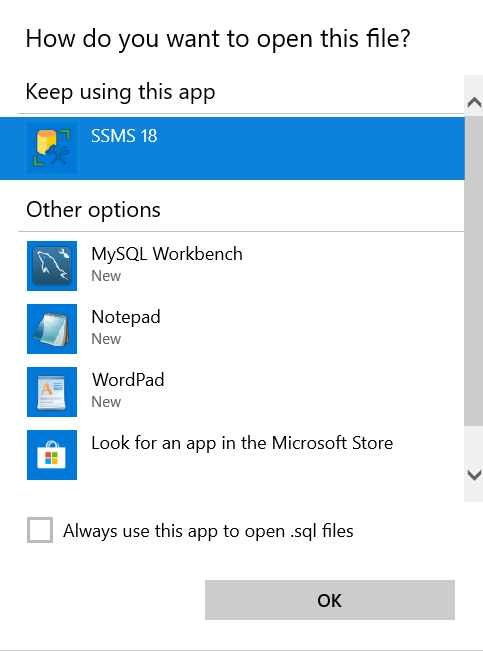 How do you want to open this file?
Keep using this app
SSMS 18
Other options
MySQL Workbench
New
Notepad
New
WordPad
New
Look for an app in the Microsoft Store
Always use this app to open .sql files
OK